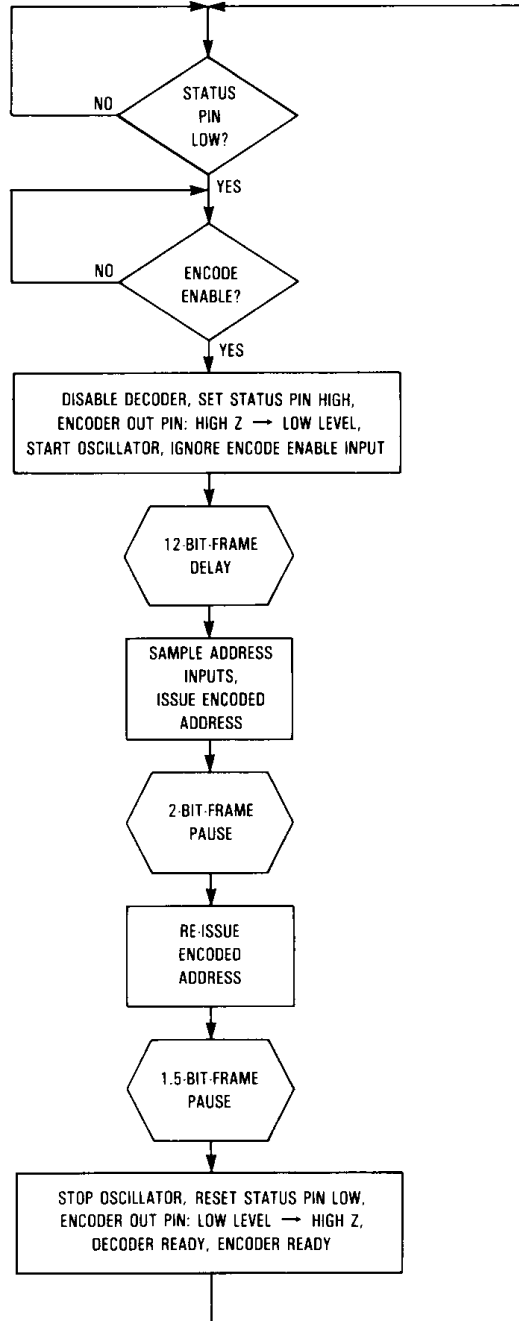 STATUS
PIN
LOW?
NO
YES
ENCODE
ENABLE?
NO
YES
DISABLE DECODER, SET STATUS PIN HIGH,
ENCODER OUT PIN: HIGH Z → LOW LEVEL,
START OSCILLATOR, IGNORE ENCODE ENABLE INPUT
12-BIT-FRAME
DELAY
SAMPLE ADDRESS
INPUTS,
ISSUE ENCODED
ADDRESS
2-BIT-FRAME
PAUSE
RE-ISSUE
ENCODED
ADDRESS
1.5-BIT-FRAME
PAUSE
STOP OSCILLATOR, RESET STATUS PIN LOW,
ENCODER OUT PIN: LOW LEVEL → HIGH Z,
DECODER READY, ENCODER READY